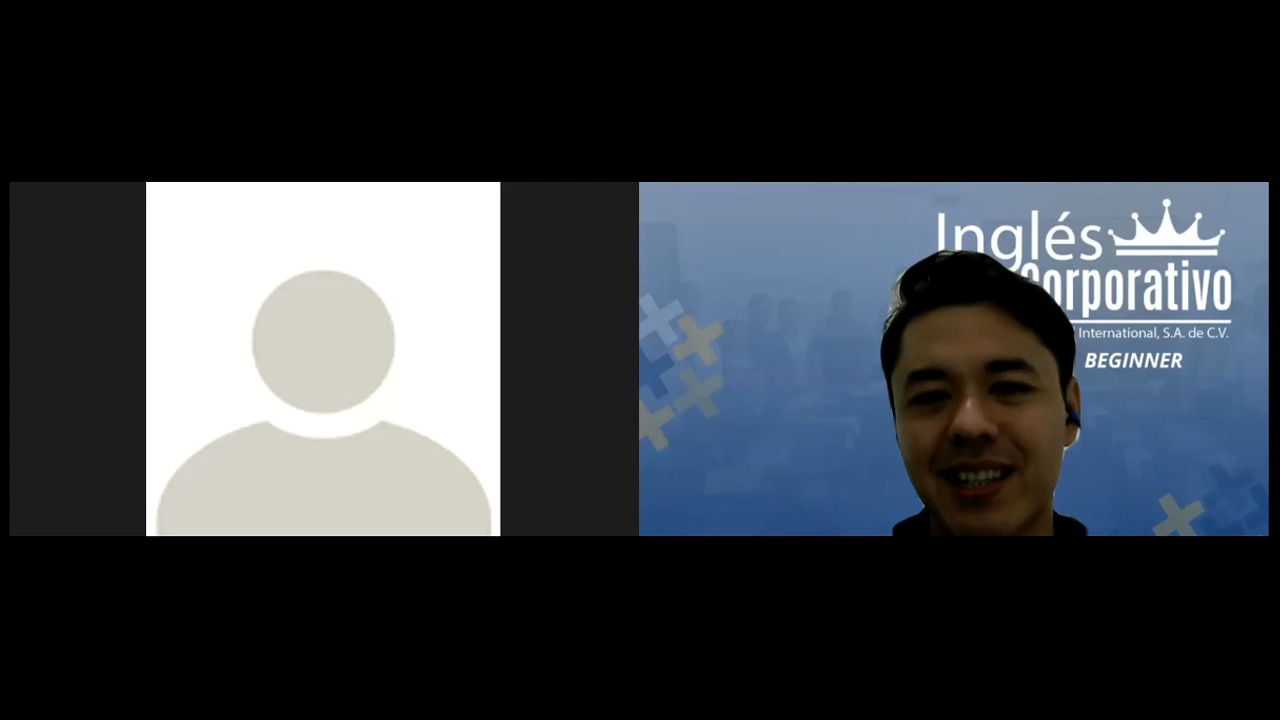 Inglés
Corporativo
International, S.A. de C.V.
BEGINNER